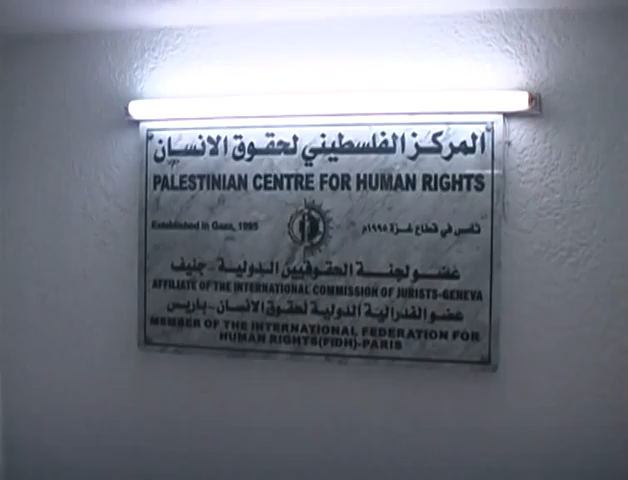 المركز الفلسطيني لحقوق الانسان
PALESTINIAN CENTRE FOR HUMAN RIGHTS
Established in Gaza, 1995
تأسس في قطاع غزة ١٩٩٥م
عضو لجنة الحقوقيين الدولية - جنيف
AFFILIATE OF THE INTERNATIONAL COMMISSION OF JURISTS-GENEVA
عضو الفدرالية الدولية لحقوق الانسان - باريس
MEMBER OF THE INTERNATIONAL FEDERATION FOR
HUMAN RIGHTS(FIDH)-PARIS